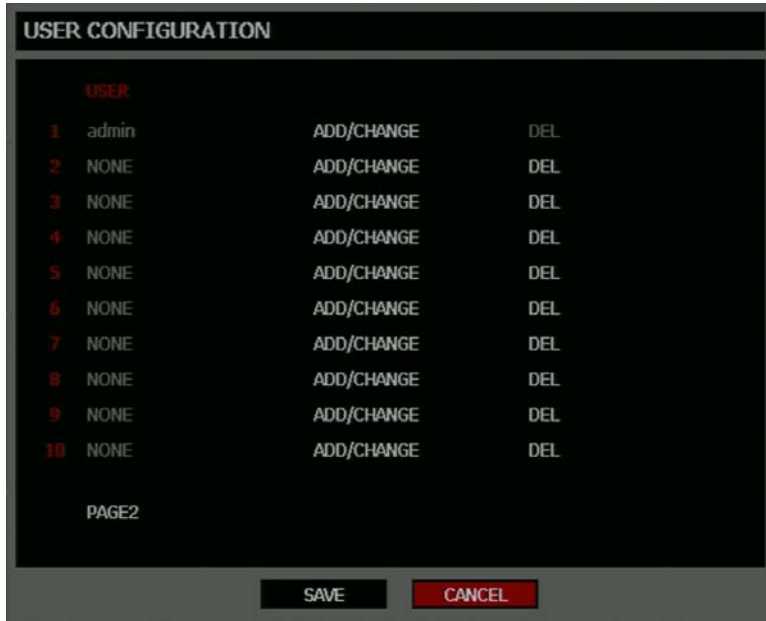 USER CONFIGURATION
USER
1 admin ADD/CHANGE DEL
2 NONE ADD/CHANGE DEL
3 NONE ADD/CHANGE DEL
4 NONE ADD/CHANGE DEL
5 NONE ADD/CHANGE DEL
6 NONE ADD/CHANGE DEL
7 NONE ADD/CHANGE DEL
8 NONE ADD/CHANGE DEL
9 NONE ADD/CHANGE DEL
10 NONE ADD/CHANGE DEL
PAGE2
SAVE CANCEL